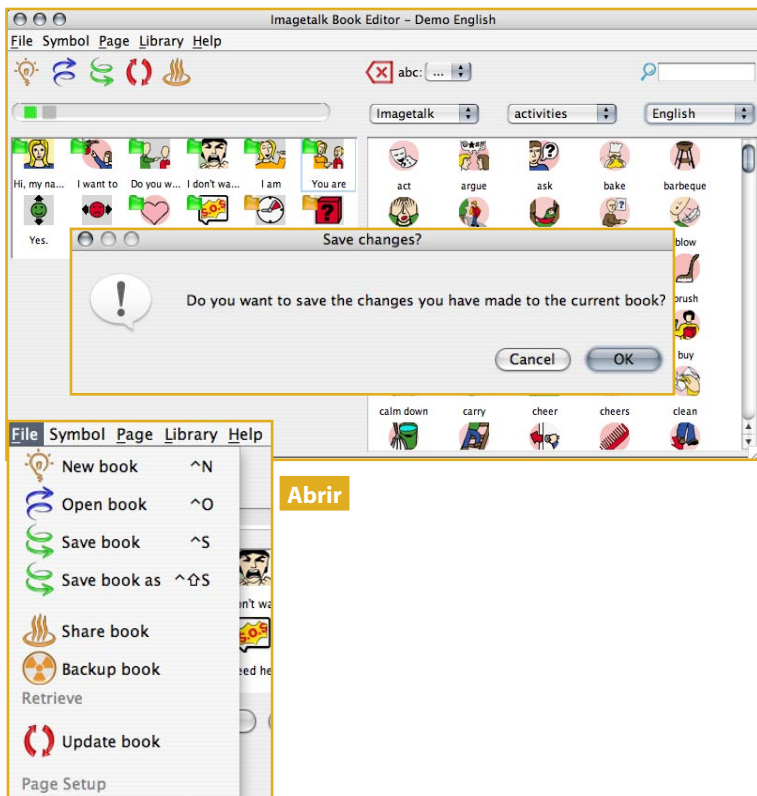 Imagetalk Book Editor – Demo English
File Symbol Page Library Help
abc: ...
Imagetalk activities English
Hi, my na... I want to Do you w... I don't wa... I am You are
act argue ask bake barbeque
S.O.S
Yes.
blow
Save changes?
Do you want to save the changes you have made to the current book?
Cancel OK
brush
buy
calm down carry cheer cheers clean
File Symbol Page Library Help
New book ^N
Open book ^O
Save book ^S
Save book as ^⇧S
Share book
Backup book
Retrieve
Update book
Page Setup
on't wa
S.O.S
eed he
Abrir